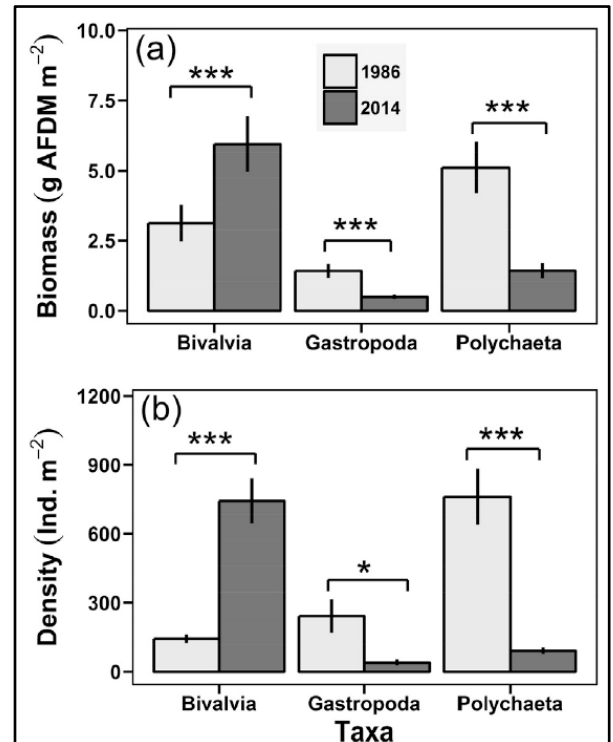 (a)
10.0
7.5
5.0
2.5
0.0
Biomass (g AFDM m⁻²)
1986
2014
***
***
***
Bivalvia Gastropoda Polychaeta
(b)
1200
900
600
300
0
Density (Ind. m⁻²)
***
*
***
Bivalvia Gastropoda Polychaeta
Taxa